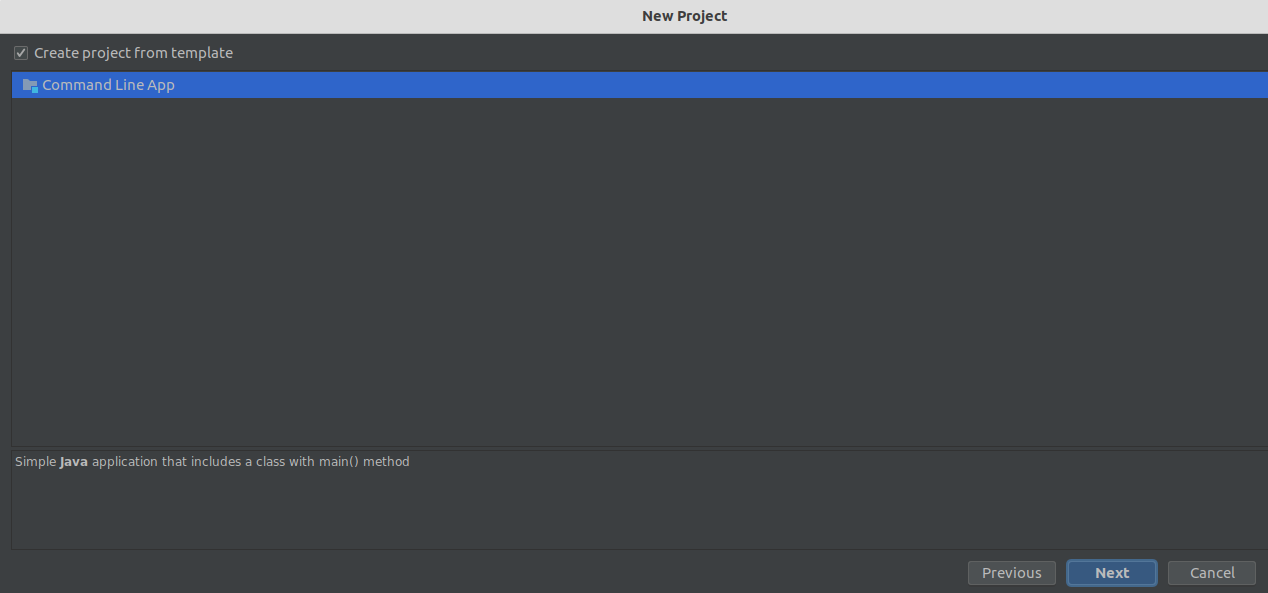 New Project
Create project from template
Command Line App
Simple Java application that includes a class with main() method
Previous Next Cancel